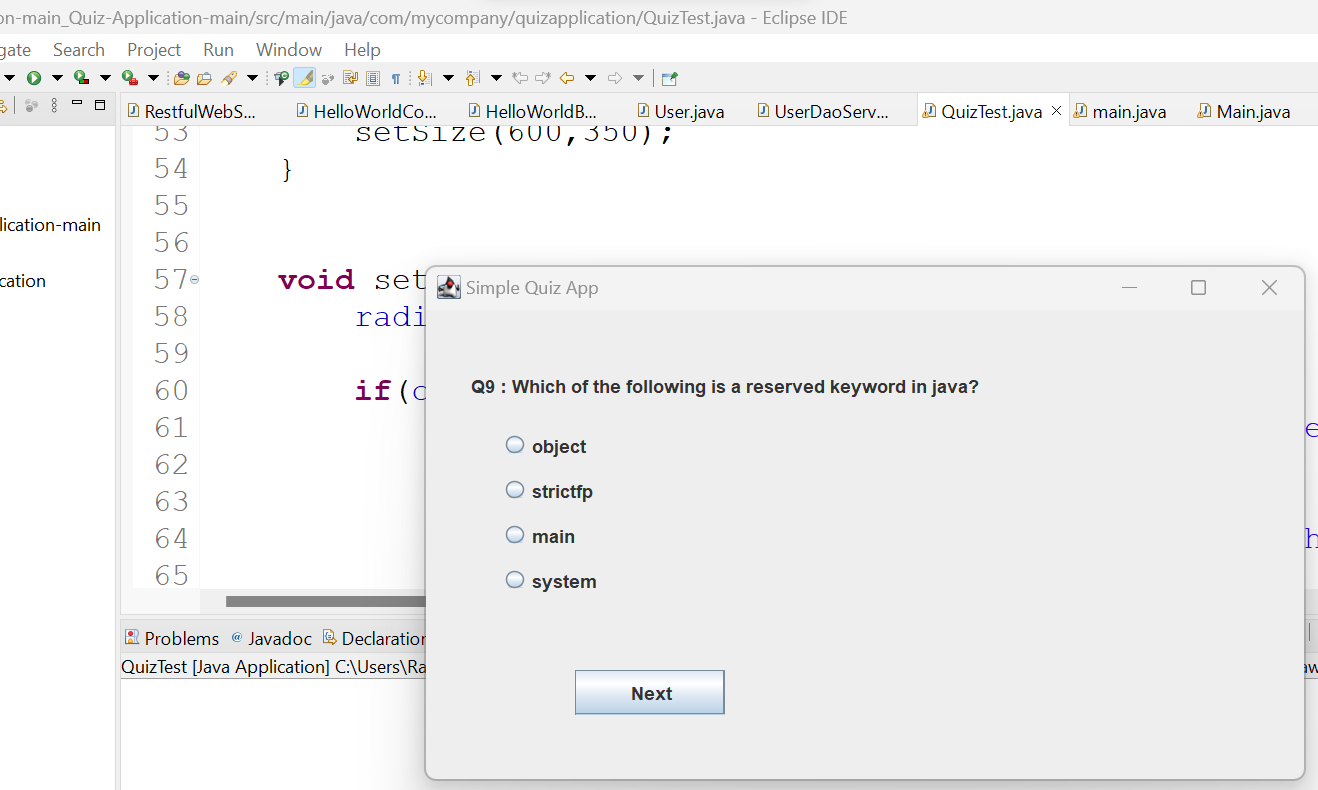 on-main_Quiz-Application-main/src/main/java/com/mycompany/quizapplication/QuizTest.java - Eclipse IDE
gate Search Project Run Window Help
RestfulWebS... HelloWorldCo... HelloWorldB... User.java UserDaoServ... QuizTest.java main.java Main.java
53 setSize(600,350);
54 }
lication-main
55
56
cation
57 void set
Simple Quiz App
58 radi
59
60 if(c
Q9 : Which of the following is a reserved keyword in java?
61 e
object
62
strictfp
63
64 h
main
65
system
Problems Javadoc Declaration
QuizTest [Java Application] C:\Users\Ra
aw
Next